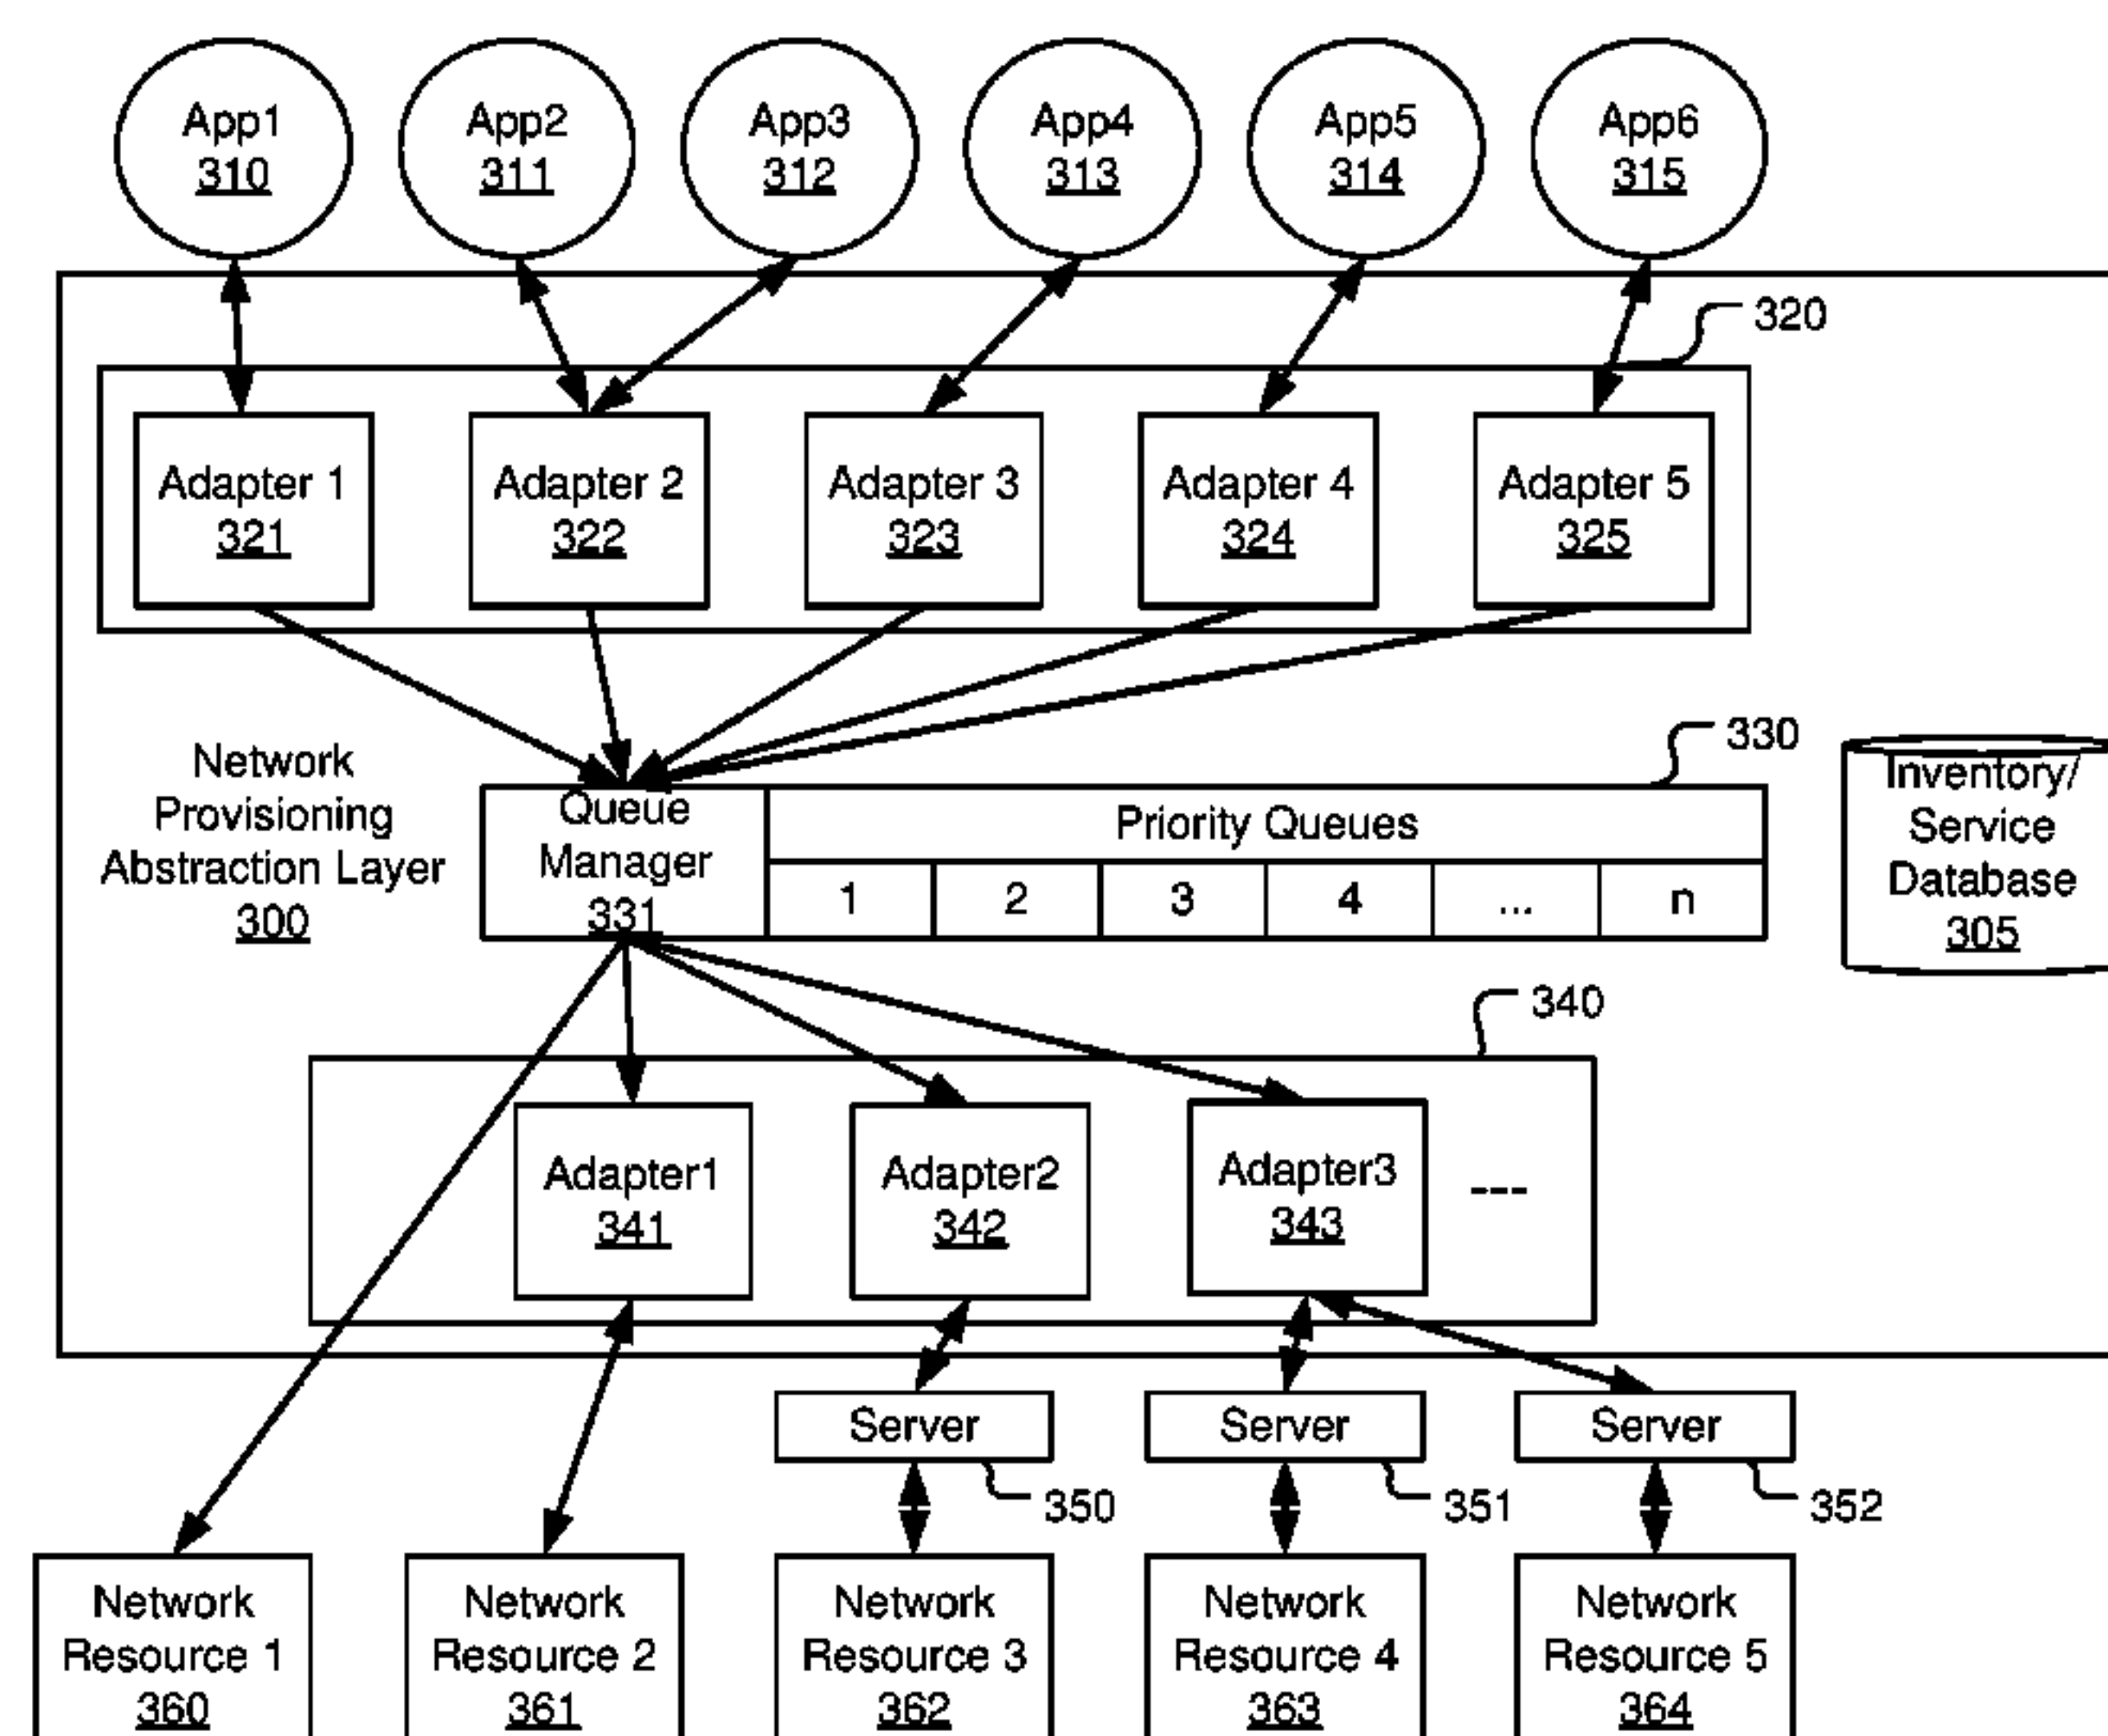 App1
310
App2
311
App3
312
App4
313
App5
314
App6
315
320
Adapter 1
321
Adapter 2
322
Adapter 3
323
Adapter 4
324
Adapter 5
325
330
Network
Provisioning
Abstraction Layer
300
Queue
Manager
331
Priority Queues
1
2
3
4
...
n
Inventory/
Service
Database
305
340
Adapter1
341
Adapter2
342
Adapter3
343
---
Server
350
Server
351
Server
352
Network
Resource 1
360
Network
Resource 2
361
Network
Resource 3
362
Network
Resource 4
363
Network
Resource 5
364